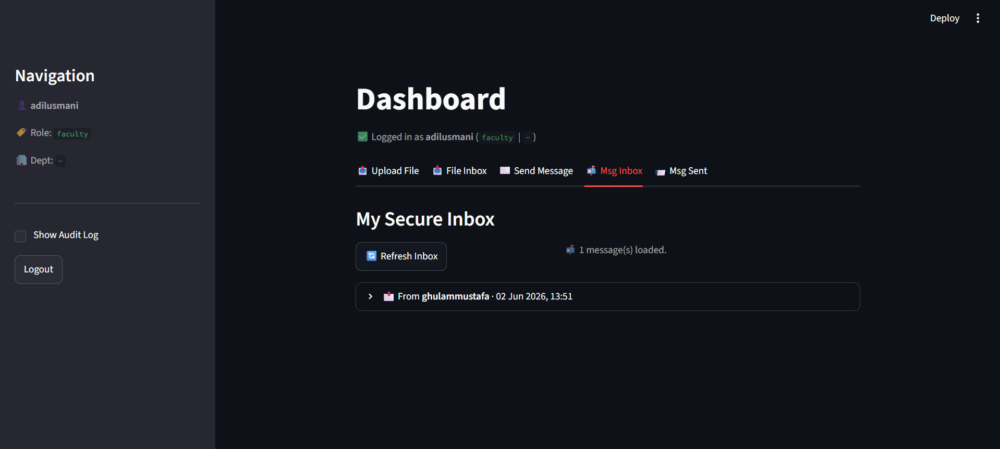 Deploy
Navigation
adilusmani
Role: faculty
Dept: -
Show Audit Log
Logout
Dashboard
Logged in as adilusmani ( faculty | - )
Upload File File Inbox Send Message Msg Inbox Msg Sent
My Secure Inbox
Refresh Inbox
1 message(s) loaded.
From ghulammustafa · 02 Jun 2026, 13:51